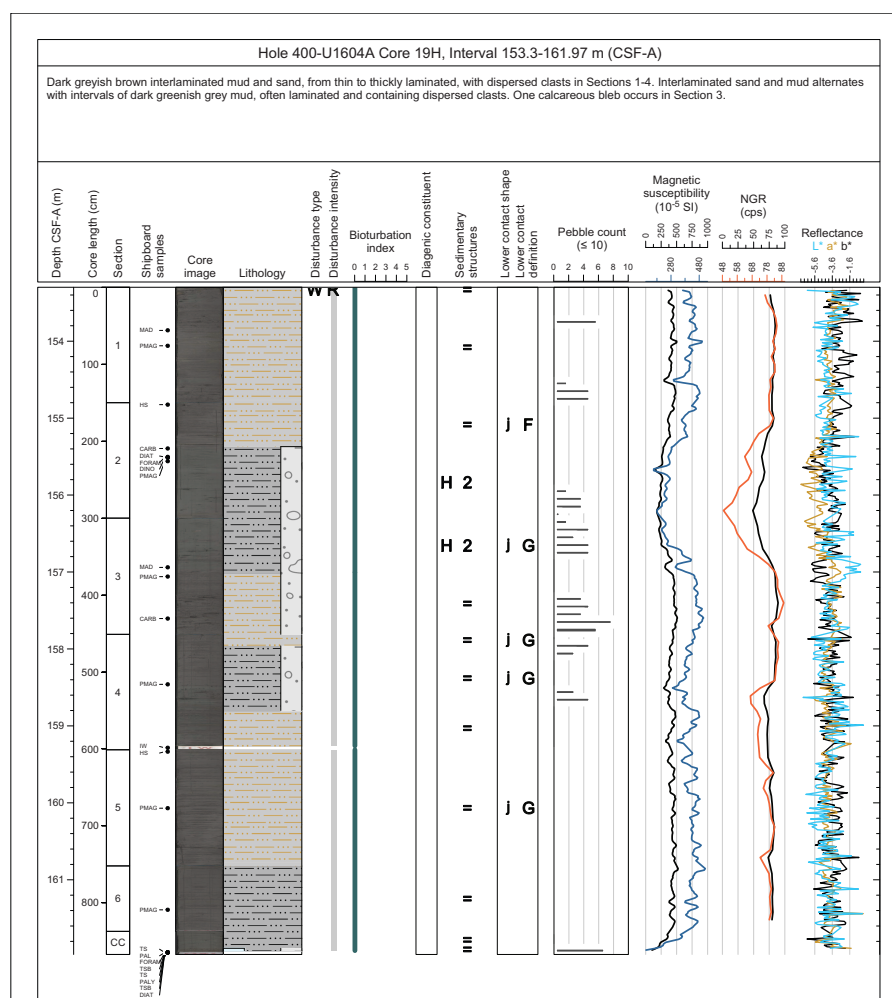 Hole 400-U1604A Core 19H, Interval 153.3-161.97 m (CSF-A)
Dark greyish brown interlaminated mud and sand, from thin to thickly laminated, with dispersed clasts in Sections 1-4. Interlaminated sand and mud alternates
with intervals of dark greenish grey mud, often laminated and containing dispersed clasts. One calcareous bleb occurs in Section 3.
Depth CSF-A (m)
Core length (cm)
Section
Shipboard
samples
Core
image
Lithology
Disturbance type
Disturbance intensity
Bioturbation
index
0 1 2 3 4 5
Diagenic constituent
Sedimentary
structures
Lower contact shape
Lower contact
definition
Pebble count
(≤ 10)
0 2 4 6 8 10
Magnetic
susceptibility
(10-5 SI)
0 250 500 750 1000
280 480
NGR
(cps)
0 25 50 75 100
48 58 68 78 88
Reflectance
L* a* b*
-5.6 -3.6 -1.6
154
155
156
157
158
159
160
161
0
100
200
300
400
500
600
700
800
1
2
3
4
5
6
CC
MAD
PMAG
HS
CARB
DIAT
FORAM
DINO
PMAG
MAD
PMAG
CARB
PMAG
IW
HS
PMAG
PMAG
TS
PAL
FORAM
TSB
TS
PALY
TSB
DIAT
W R
=
=
=
j F
H 2
H 2
j G
=
=
j G
=
j G
=
=
j G
=
=
=